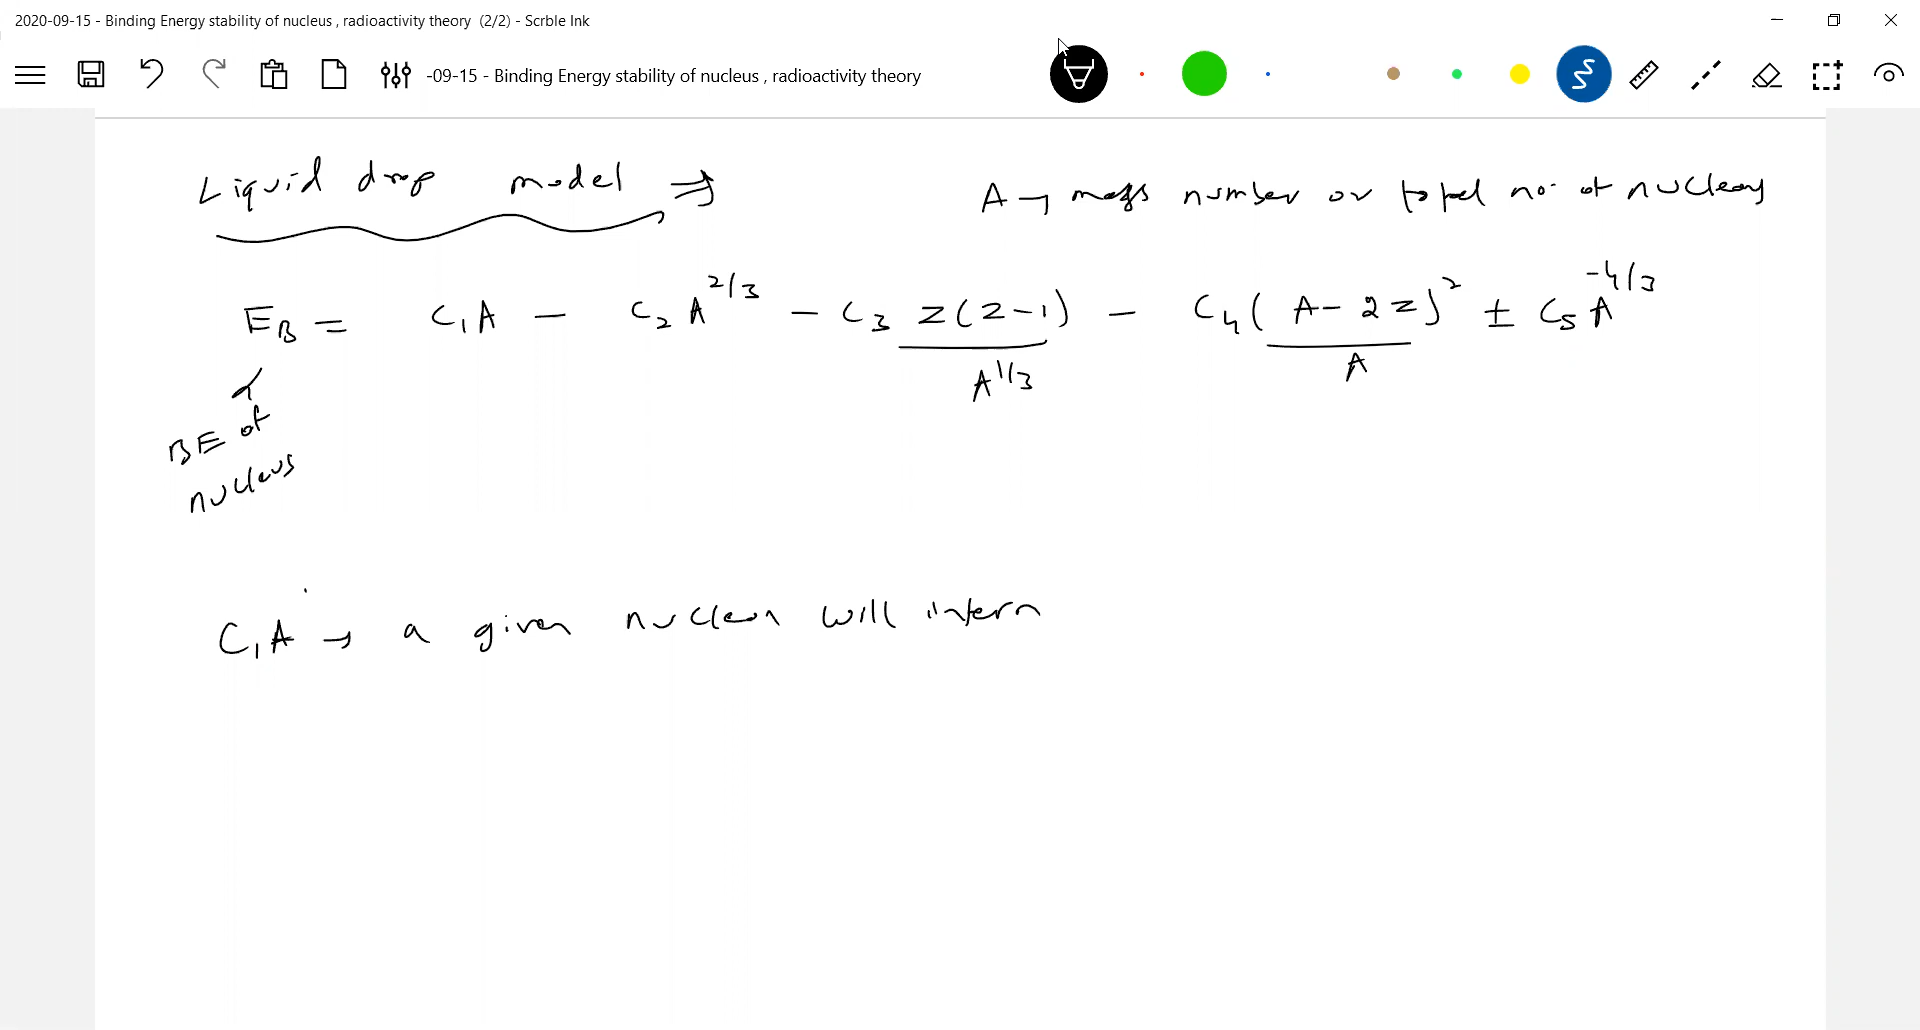 2020-09-15 - Binding Energy stability of nucleus , radioactivity theory (2/2) - Scrble Ink
-09-15 - Binding Energy stability of nucleus , radioactivity theory
Liquid drop model ⇒
A → mass number or total no. of nucleons
E_B = C₁A - C₂A^{2/3} - C₃ Z(Z-1)/A^{1/3} - C₄(A-2Z)²/A ± C₅A^{-4/3}
BE of
nucleus
C₁A → a given nucleon will intern